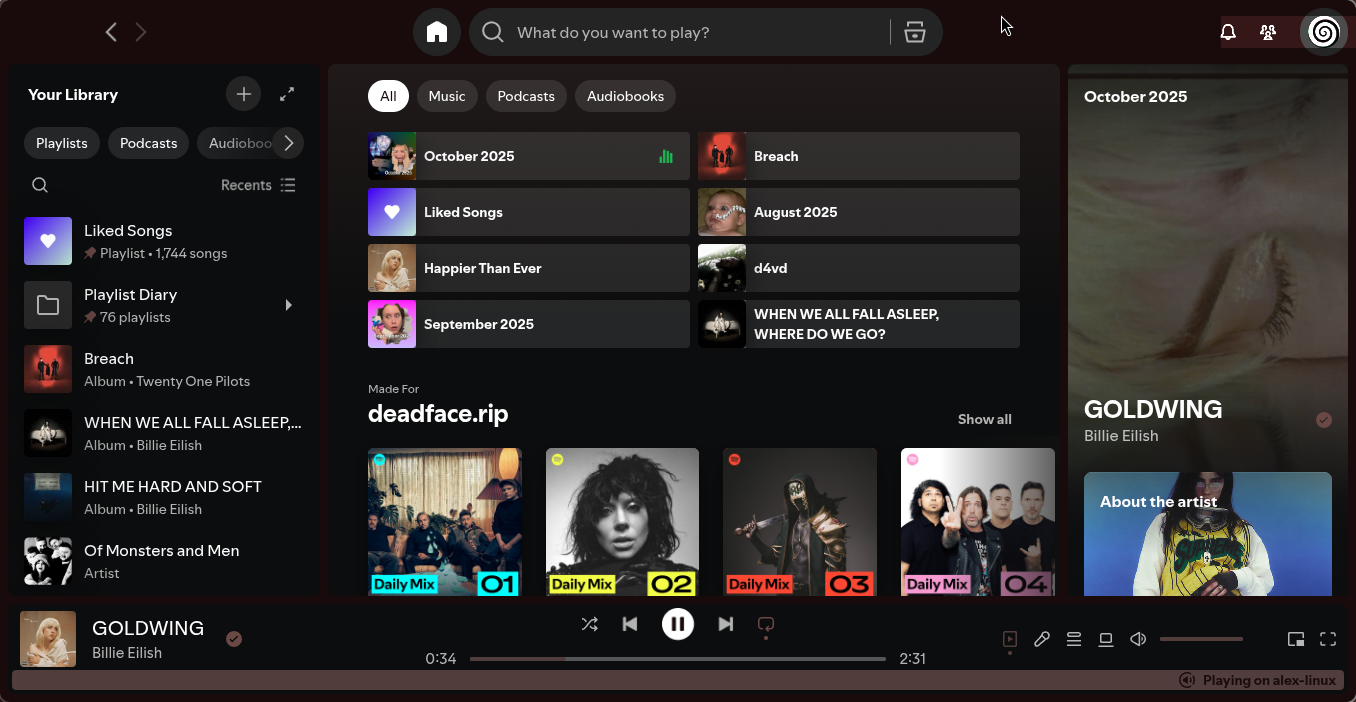 What do you want to play?
Your Library
Playlists
Podcasts
Audioboo
Recents
Liked Songs
Playlist • 1,744 songs
Playlist Diary
76 playlists
Breach
Album • Twenty One Pilots
WHEN WE ALL FALL ASLEEP,...
Album • Billie Eilish
HIT ME HARD AND SOFT
Album • Billie Eilish
Of Monsters and Men
Artist
All
Music
Podcasts
Audiobooks
October 2025
Breach
Liked Songs
August 2025
Happier Than Ever
d4vd
September 2025
WHEN WE ALL FALL ASLEEP,
WHERE DO WE GO?
Made For
deadface.rip
Show all
Daily Mix 01
Daily Mix 02
Daily Mix 03
Daily Mix 04
October 2025
GOLDWING
Billie Eilish
About the artist
GOLDWING
Billie Eilish
0:34
2:31
Playing on alex-linux